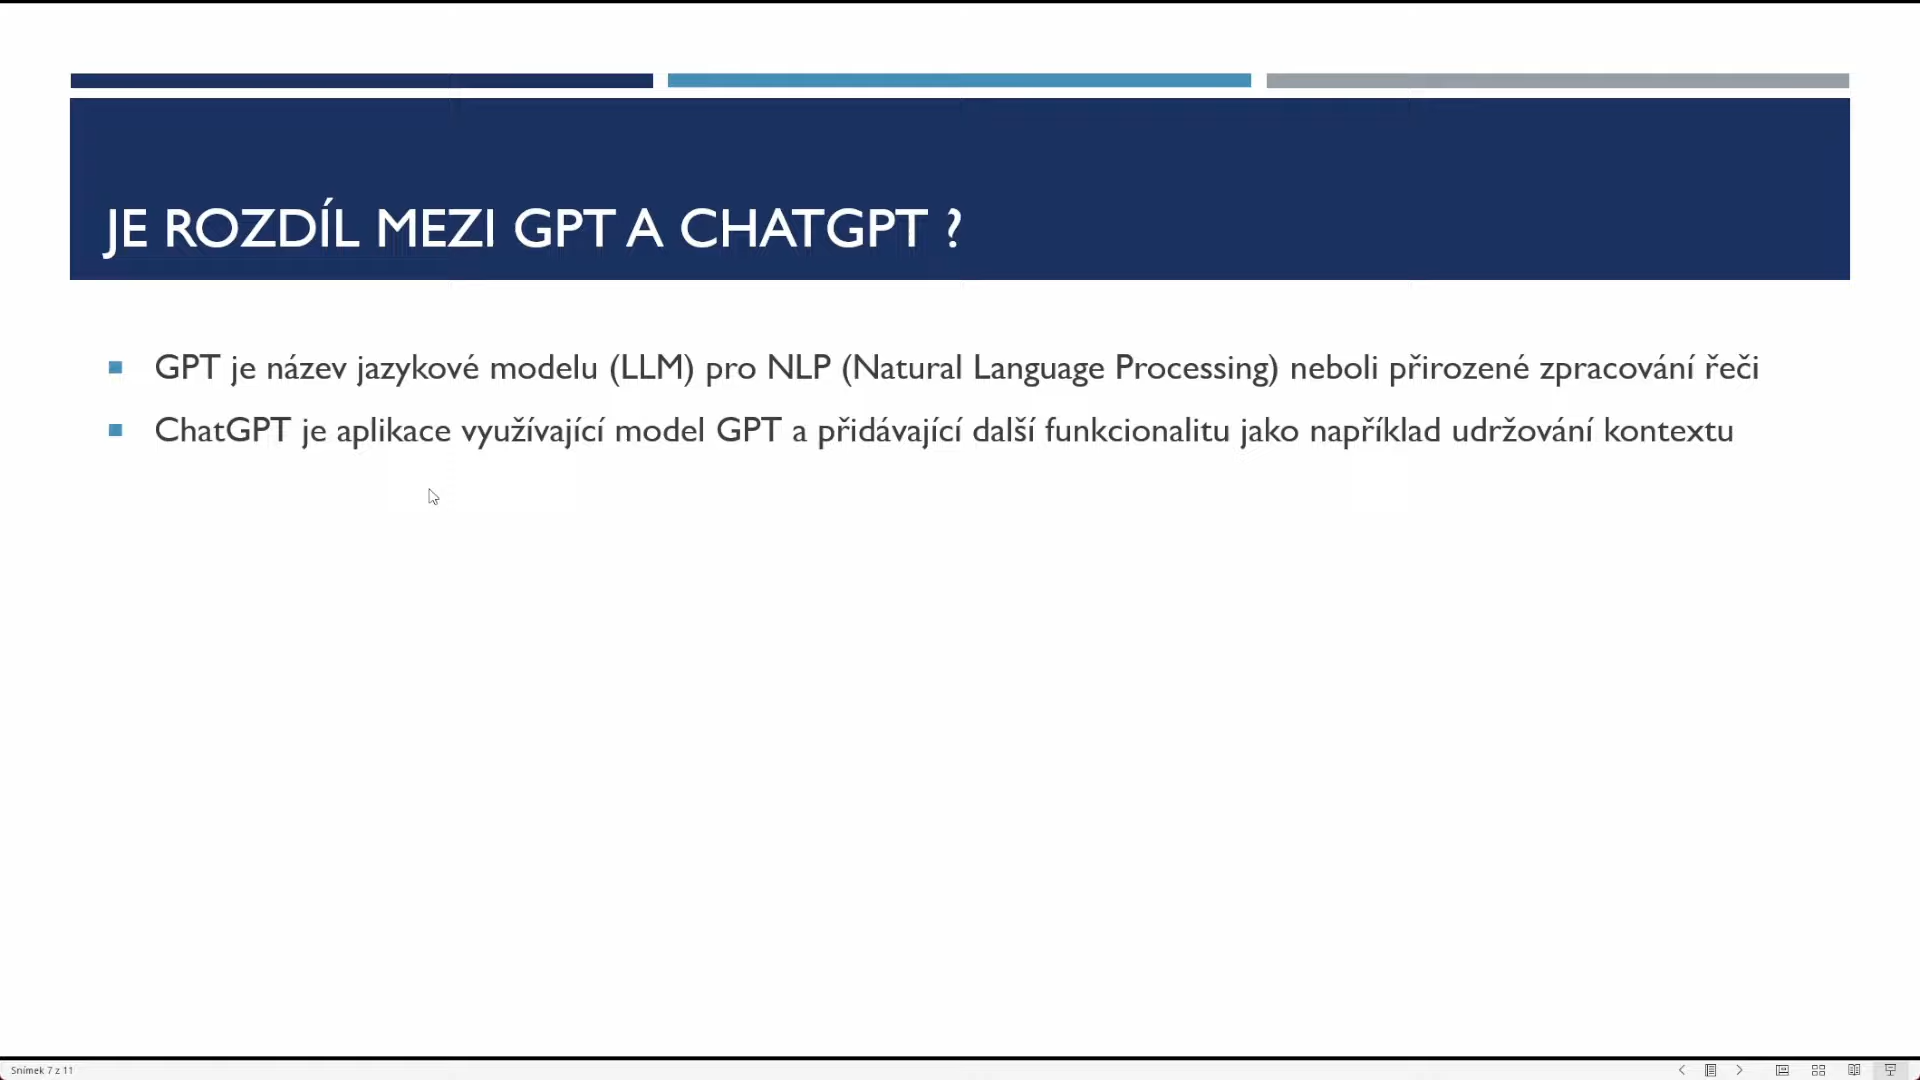 JE ROZDÍL MEZI GPT A CHATGPT ?
GPT je název jazykové modelu (LLM) pro NLP (Natural Language Processing) neboli přirozené zpracování řeči
ChatGPT je aplikace využívající model GPT a přidávající další funkcionalitu jako například udržování kontextu
Snímek 7 z 11